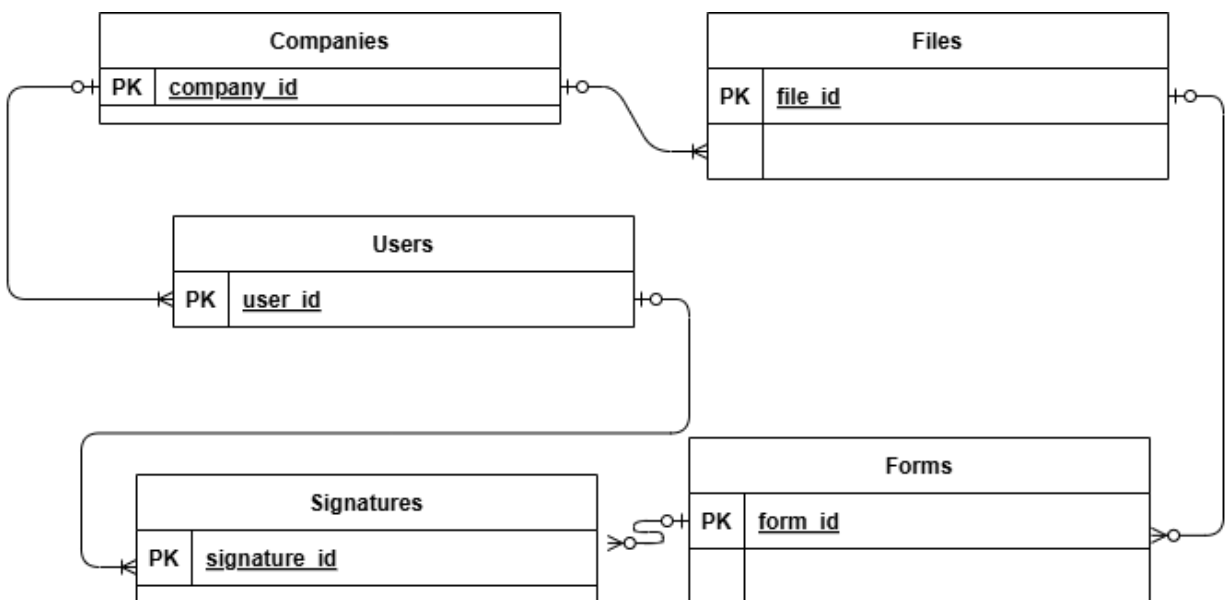 Companies
PK company_id
Files
PK file_id
Users
PK user_id
Signatures
PK signature_id
Forms
PK form_id